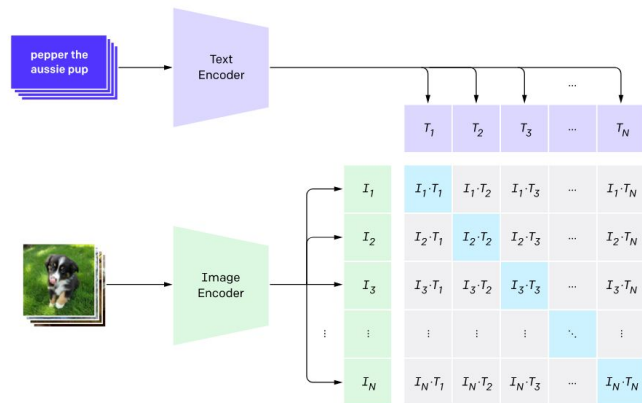 pepper the
aussie pup
Text
Encoder
...
T1 T2 T3 ... TN
I1 I1·T1 I1·T2 I1·T3 ... I1·TN
I2 I2·T1 I2·T2 I2·T3 ... I2·TN
Image
Encoder
I3 I3·T1 I3·T2 I3·T3 ... I3·TN
⋮ ⋮ ⋮ ⋮ ⋮ ⋱ ⋮
IN IN·T1 IN·T2 IN·T3 ... IN·TN